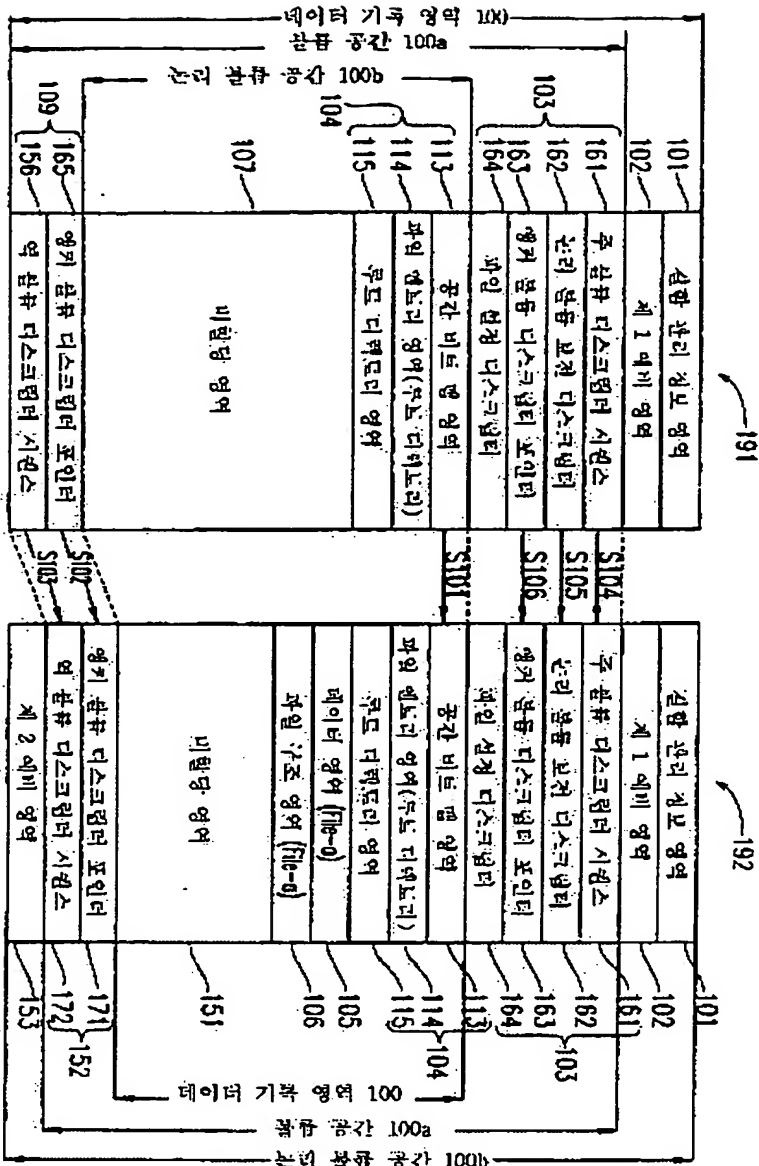 데이터 기록 영역 100
볼륨 공간 100a
논리 볼륨 공간 100b
109
104
103
156
165
107
115
114
113
164
163
162
161
102
101
역 볼륨 디스크립터 시퀀스
앵커 볼륨 디스크립터 포인터
비할당 영역
루트 디렉토리 영역
파일 엔트리 영역(루트 디렉토리)
공간 비트 맵 영역
파일 설정 디스크립터
앵커 볼륨 디스크립터 포인터
논리 볼륨 보전 디스크립터
주 볼륨 디스크립터 시퀀스
제 1 예비 영역
결함 관리 정보 영역
191
S103
S102
S101
S106
S105
S104
제 2 예비 영역
역 볼륨 디스크립터 시퀀스
앵커 볼륨 디스크립터 포인터
비할당 영역
파일 구조 영역 (File-a)
데이터 영역 (File-a)
루트 디렉토리 영역
파일 엔트리 영역(루트 디렉토리)
공간 비트 맵 영역
파일 설정 디스크립터
앵커 볼륨 디스크립터 포인터
논리 볼륨 보전 디스크립터
주 볼륨 디스크립터 시퀀스
제 1 예비 영역
결함 관리 정보 영역
192
153
172
171
151
106
105
115
114
113
164
163
162
161
102
101
152
104
103
데이터 기록 영역 100
볼륨 공간 100a
논리 볼륨 공간 100b